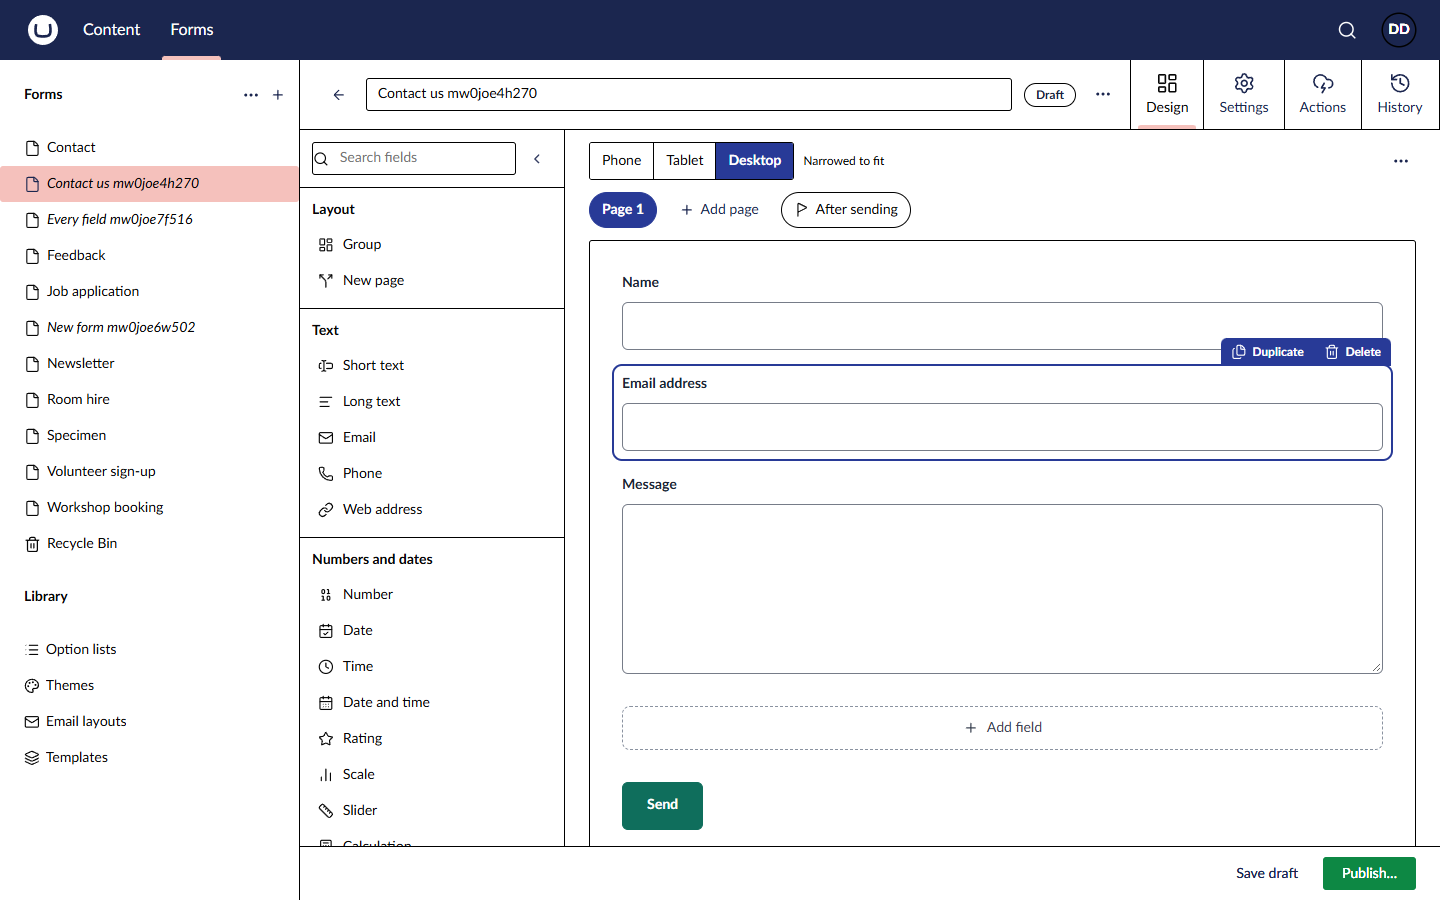 Content
Forms
DD
Forms
Contact
Contact us mw0joe4h270
Every field mw0joe7f516
Feedback
Job application
New form mw0joe6w502
Newsletter
Room hire
Specimen
Volunteer sign-up
Workshop booking
Recycle Bin
Library
Option lists
Themes
Email layouts
Templates
Contact us mw0joe4h270
Draft
Design
Settings
Actions
History
Search fields
Layout
Group
New page
Text
Short text
Long text
Email
Phone
Web address
Numbers and dates
Number
Date
Time
Date and time
Rating
Scale
Slider
Calculation
Phone
Tablet
Desktop
Narrowed to fit
Page 1
Add page
After sending
Name
Duplicate
Delete
Email address
Message
Add field
Send
Save draft
Publish...